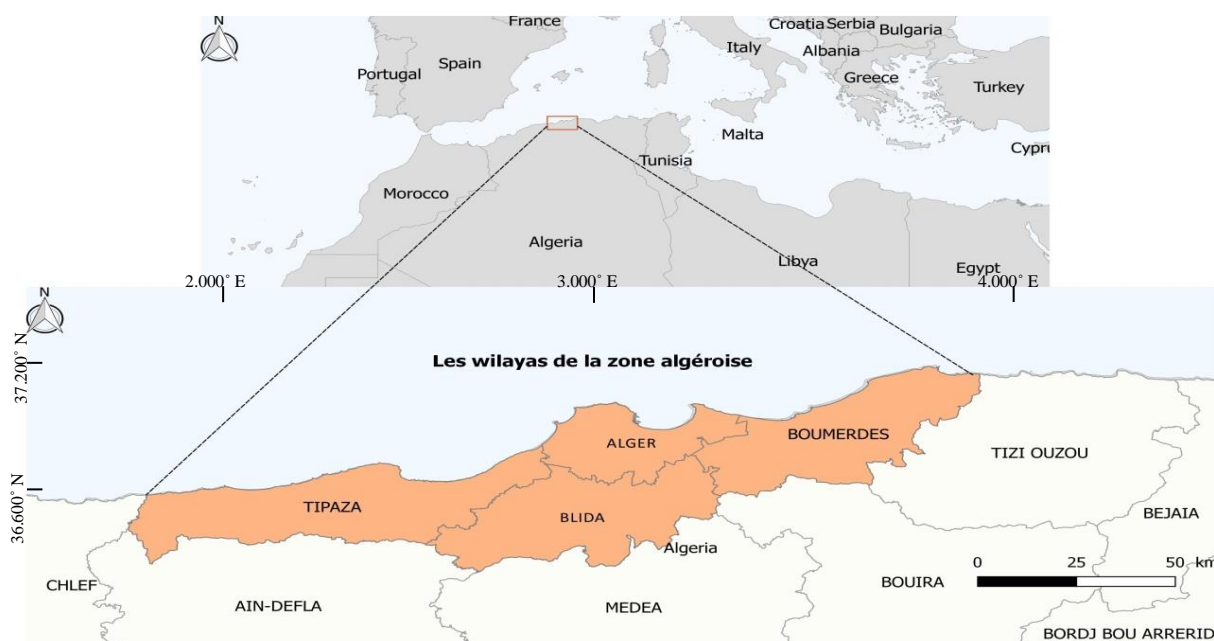 N
France
Croatia Serbia
Bulgaria
Italy
Albania
Portugal
Spain
Greece
Turkey
Malta
Cypru
Tunisia
Morocco
Algeria
Libya
Egypt
2.000° E
3.000° E
4.000° E
N
37.200° N
Les wilayas de la zone algéroise
ALGER
BOUMERDES
TIZI OUZOU
36.600° N
TIPAZA
BLIDA
BEJAIA
Algeria
0 25 50 km
CHLEF
BOUIRA
AIN-DEFLA
MEDEA
BORDJ BOU ARRERID